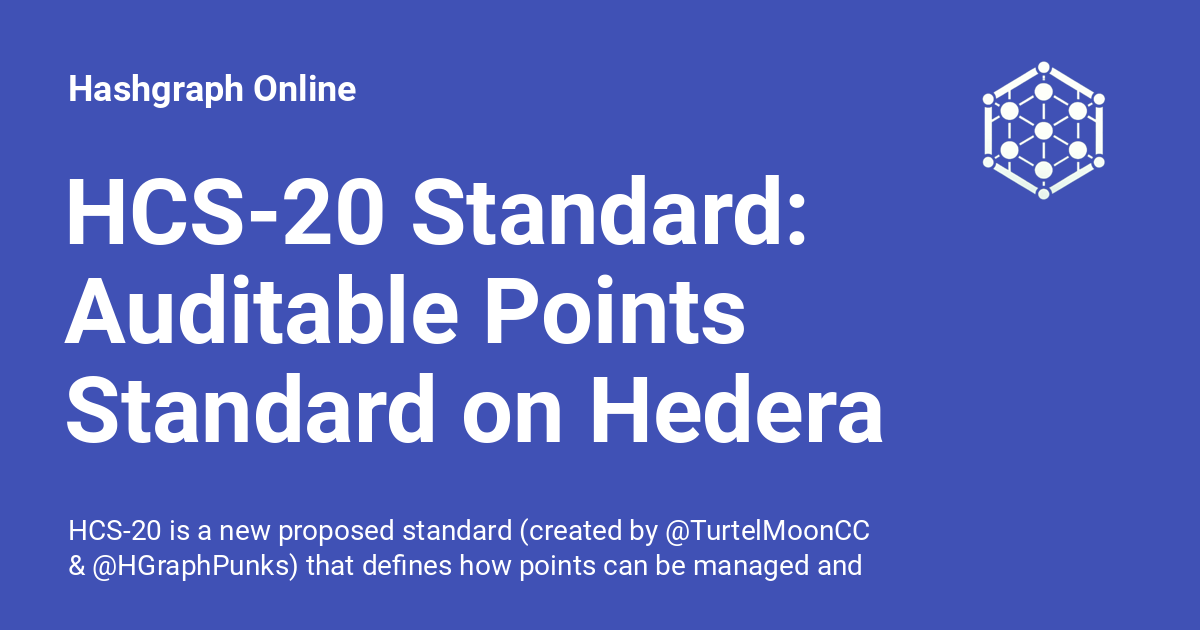 Hashgraph Online
HCS-20 Standard:
Auditable Points
Standard on Hedera
HCS-20 is a new proposed standard (created by @TurtelMoonCC
& @HGraphPunks) that defines how points can be managed and